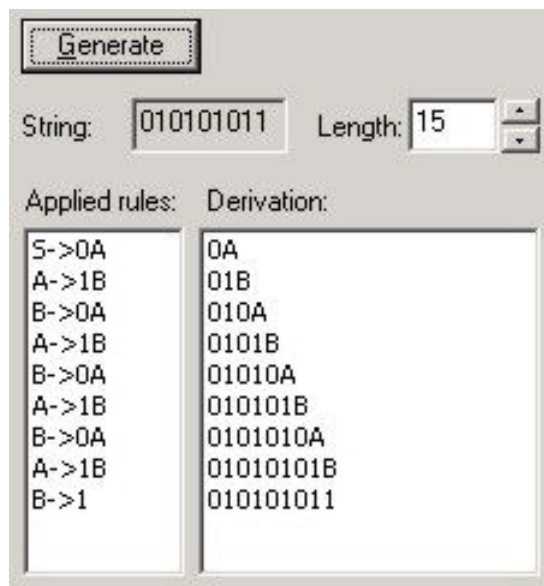 Generate
String: 010101011 Length: 15
Applied rules: Derivation:
S->0A 0A
A->1B 01B
B->0A 010A
A->1B 0101B
B->0A 01010A
A->1B 010101B
B->0A 0101010A
A->1B 01010101B
B->1 010101011